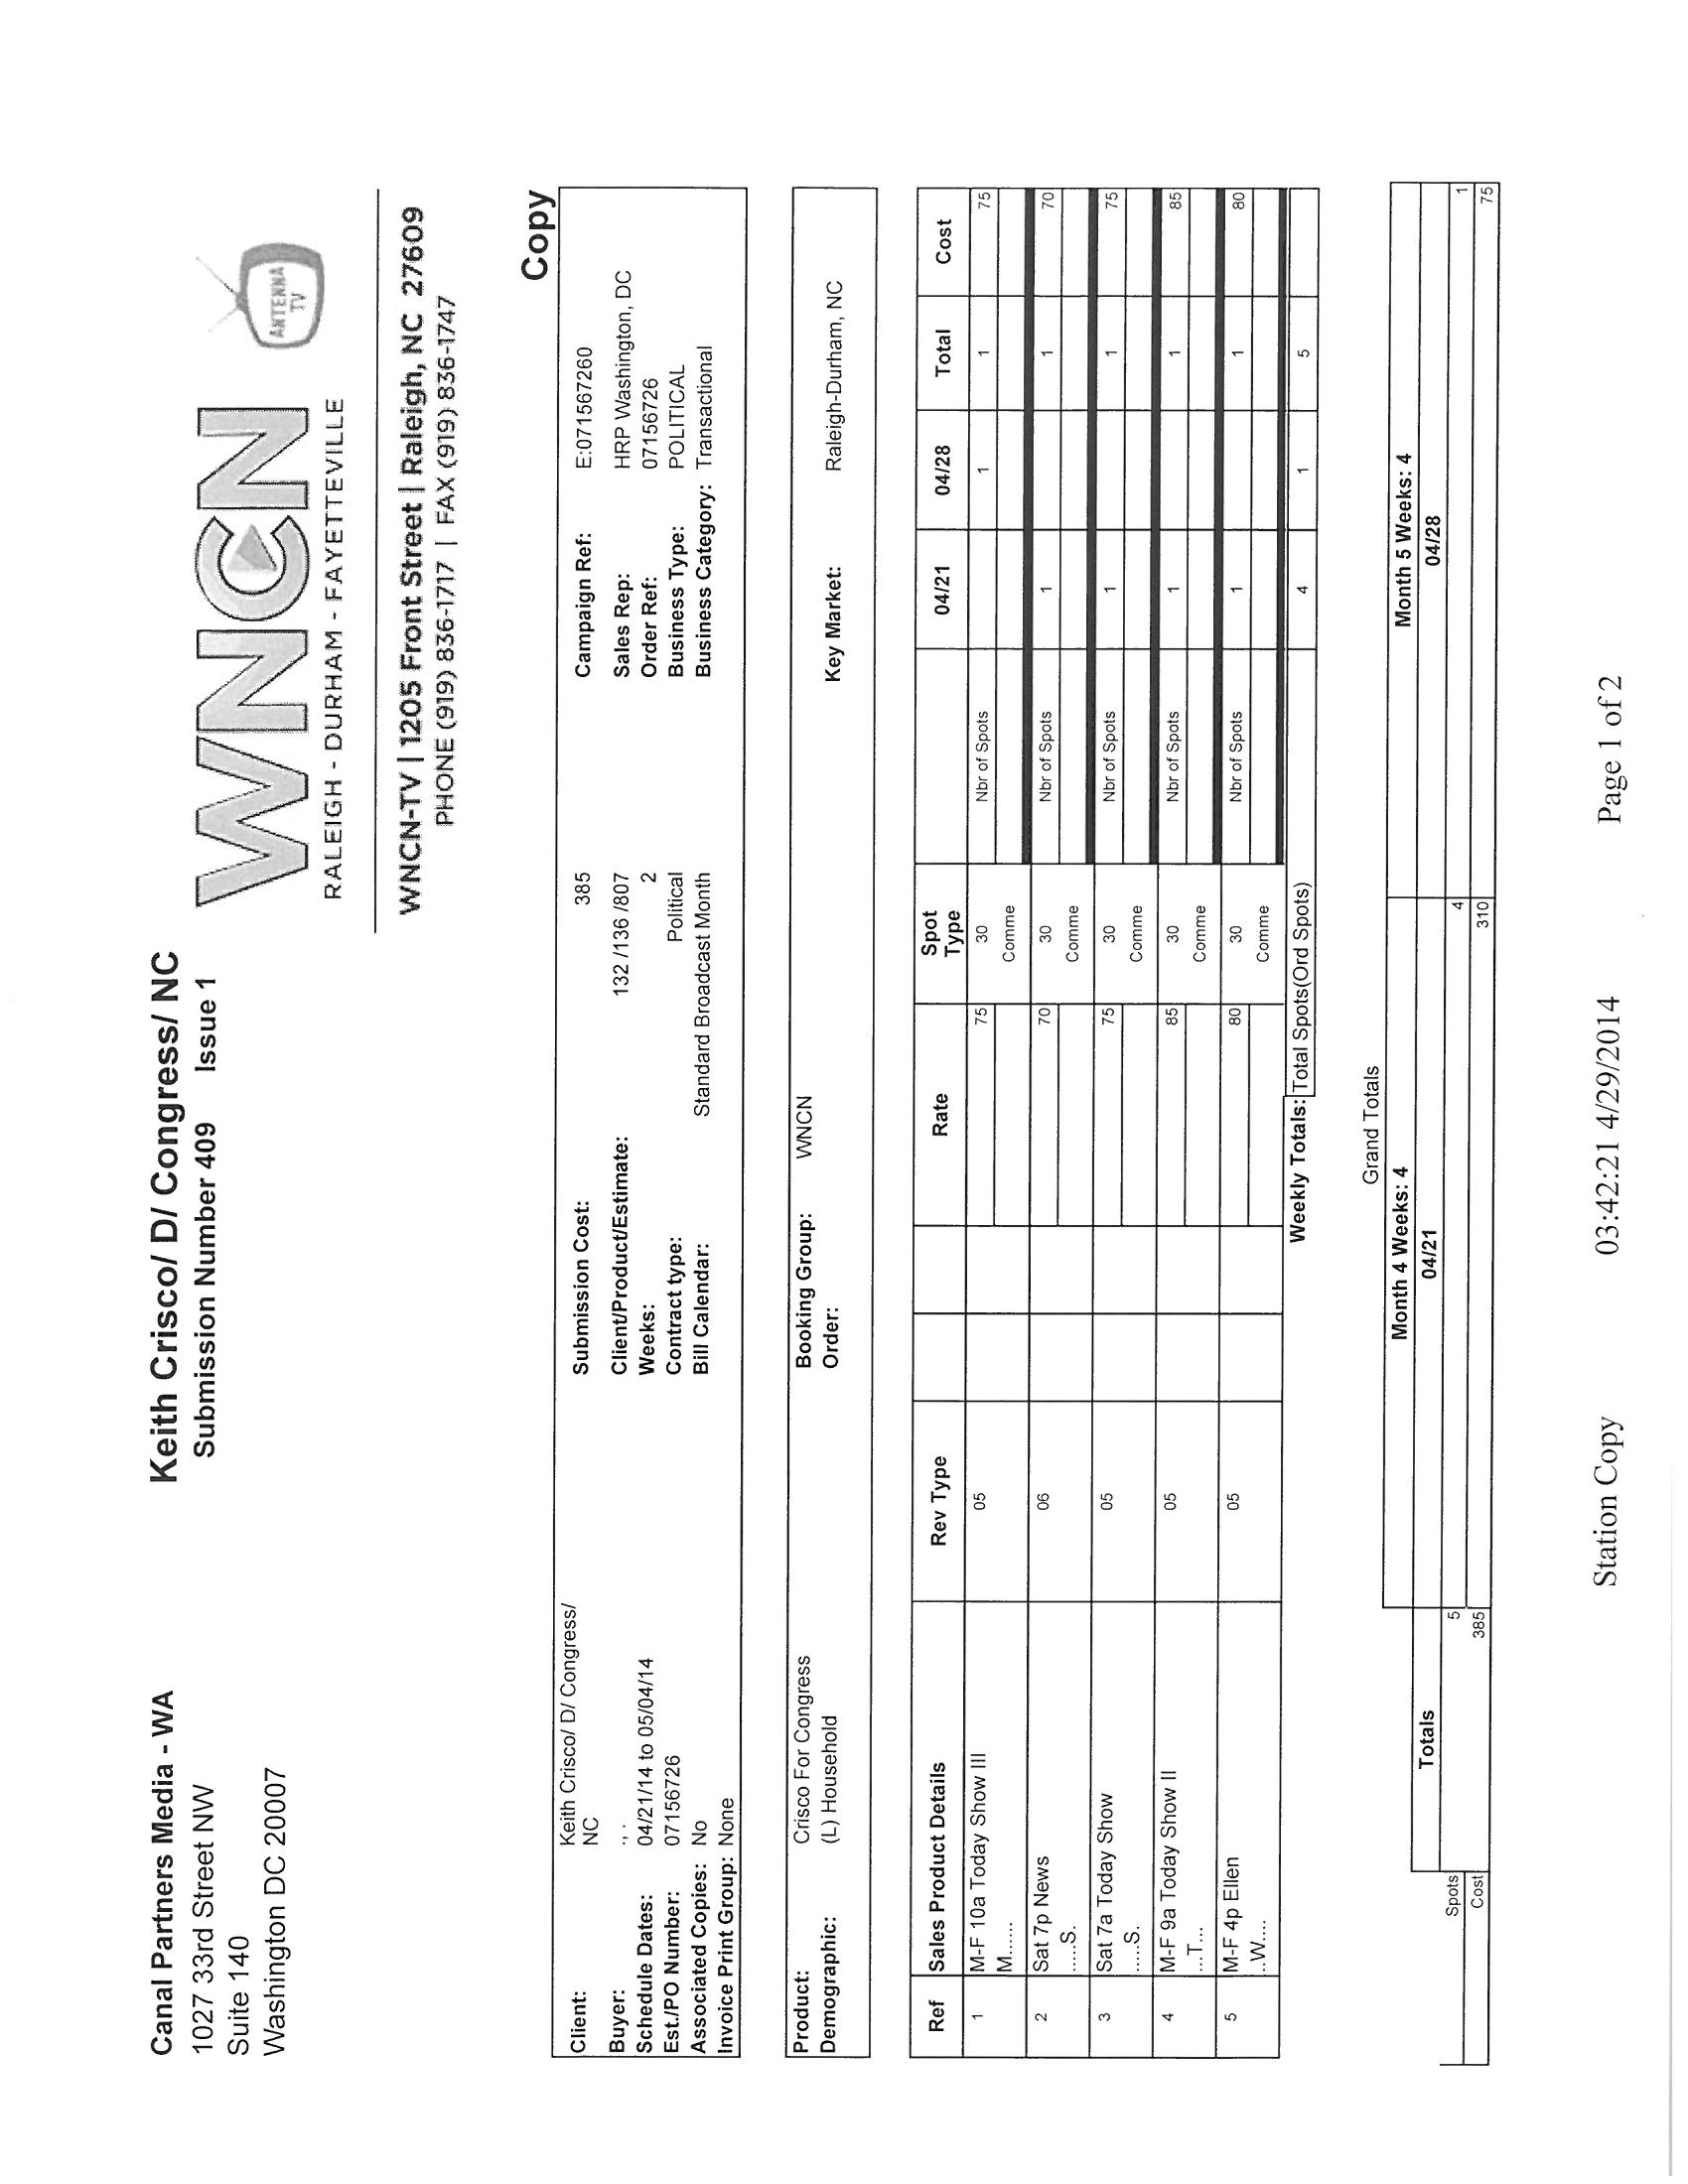 Canal Partners Media - WA
1027 33rd Street NW
Suite 140
Washington DC 20007
Keith Crisco/ D/ Congress/ NC
Submission Number 409 Issue 1
WNCN
ANTENNA TV
RALEIGH - DURHAM - FAYETTEVILLE
WNCN-TV | 1205 Front Street | Raleigh, NC 27609
PHONE (919) 836-1717 | FAX (919) 836-1747
Copy
Client: Keith Crisco/ D/ Congress/ Submission Cost: 385 Campaign Ref: E:07156726​0
NC
Buyer: ., . Client/Product/Estimate: 132 /136 /807 Sales Rep: HRP Washington, DC
Schedule Dates: 04/21/14 to 05/04/14 Weeks: 2 Order Ref: 07156726
Est./PO Number: 07156726 Contract type: Political Business Type: POLITICAL
Associated Copies: No Bill Calendar: Standard Broadcast Month Business Category: Transactional
Invoice Print Group: None
Product: Crisco For Congress Booking Group: WNCN
Demographic: (L) Household Order: Key Market: Raleigh-Durham, NC
Ref Sales Product Details Rev Type Rate Spot Type 04/21 04/28 Total Cost
1 M-F 10a Today Show III 05 75 30 Nbr of Spots 1 1 75
M...... Comme
2 Sat 7p News 06 70 30 Nbr of Spots 1 1 70
.....S. Comme
3 Sat 7a Today Show 05 75 30 Nbr of Spots 1 1 75
.....S. Comme
4 M-F 9a Today Show II 05 85 30 Nbr of Spots 1 1 85
...T... Comme
5 M-F 4p Ellen 05 80 30 Nbr of Spots 1 1 80
..W.... Comme
Weekly Totals: Total Spots(Ord Spots) 4 1 5
Grand Totals
Month 4 Weeks: 4 Month 5 Weeks: 4
Totals 04/21 04/28
Spots 5 4 1
Cost 385 310 75
Station Copy 03:42:21 4/29/2014 Page 1 of 2